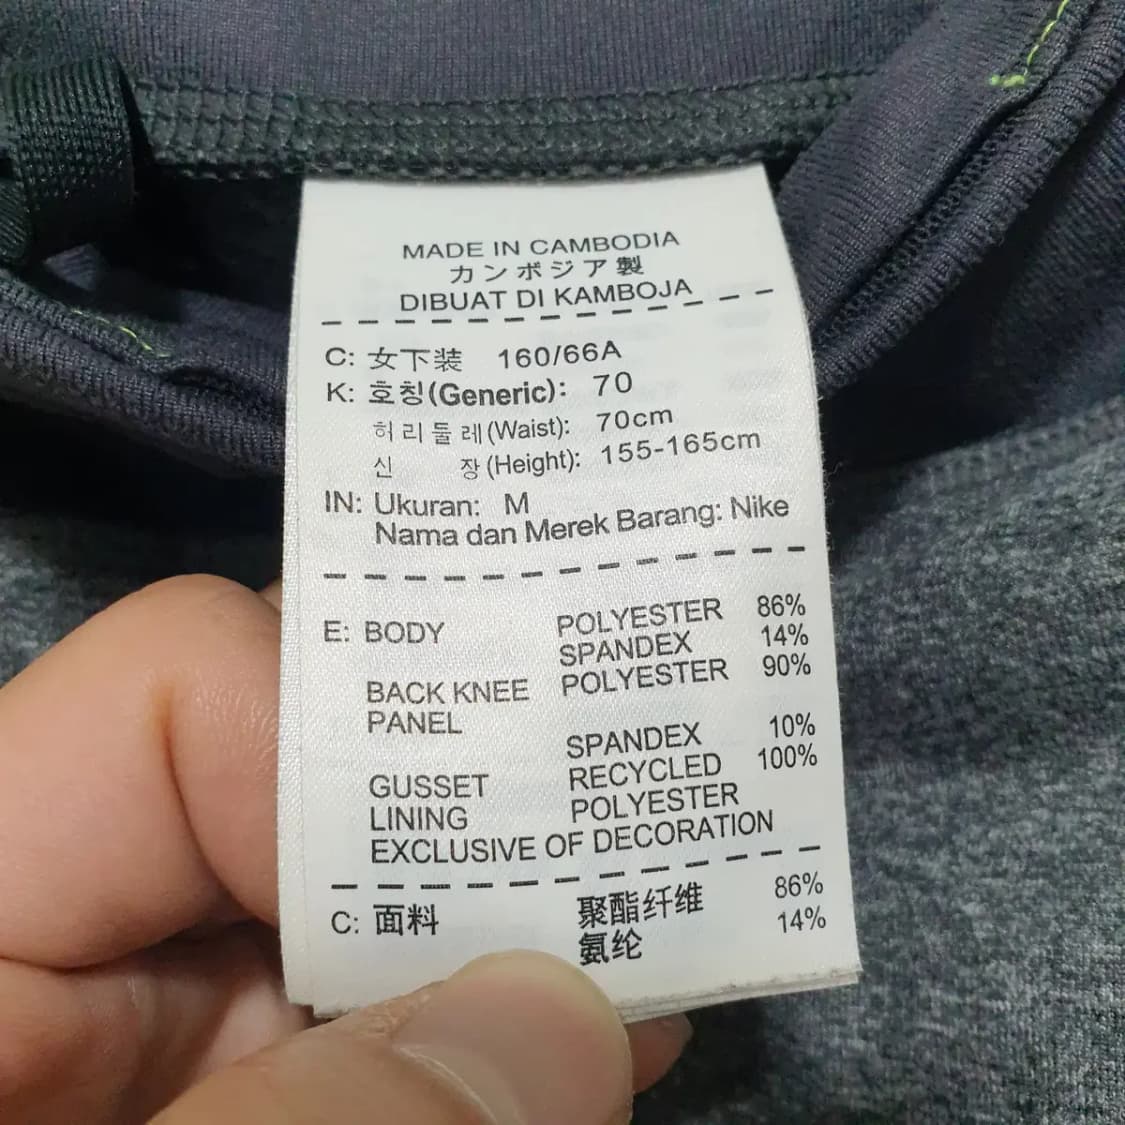 MADE IN CAMBODIA
カンボジア製
DIBUAT DI KAMBOJA
C: 女下装 160/66A
K: 호칭(Generic): 70
허리둘레(Waist): 70cm
신 장(Height): 155-165cm
IN: Ukuran: M
Nama dan Merek Barang: Nike
E: BODY POLYESTER 86%
SPANDEX 14%
BACK KNEE POLYESTER 90%
PANEL
SPANDEX 10%
GUSSET RECYCLED 100%
LINING POLYESTER
EXCLUSIVE OF DECORATION
C: 面料 聚酯纤维 86%
氨纶 14%